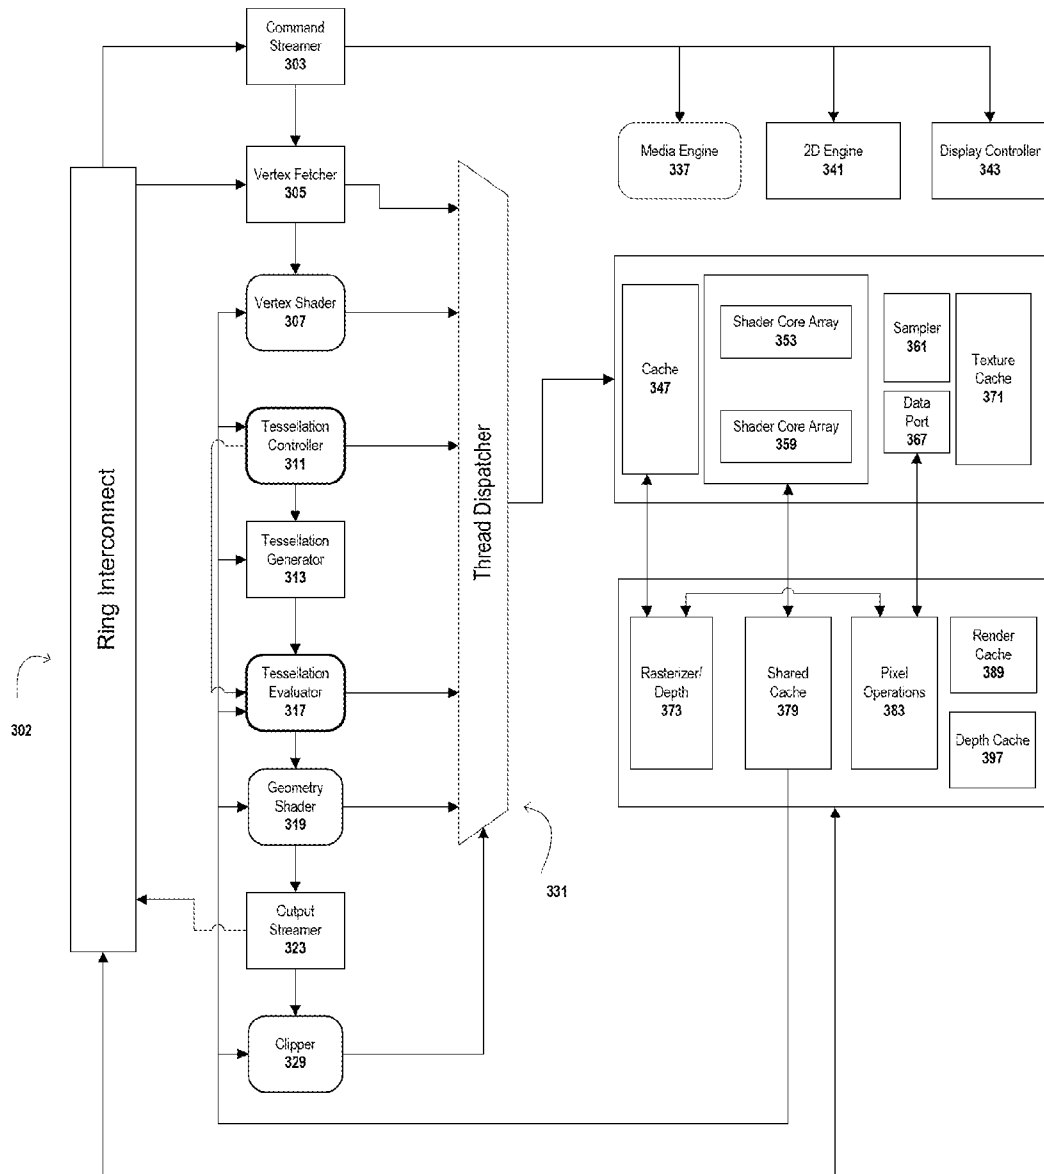 Command
Streamer
303
Media Engine
337
2D Engine
341
Display Controller
343
Vertex Fetcher
305
Vertex Shader
307
Tessellation
Controller
311
Tessellation
Generator
313
Tessellation
Evaluator
317
Geometry
Shader
319
Output
Streamer
323
Clipper
329
Ring Interconnect
302
Thread Dispatcher
331
Cache
347
Shader Core Array
353
Shader Core Array
359
Sampler
361
Data
Port
367
Texture
Cache
371
Rasterizer/
Depth
373
Shared
Cache
379
Pixel
Operations
383
Render
Cache
389
Depth Cache
397